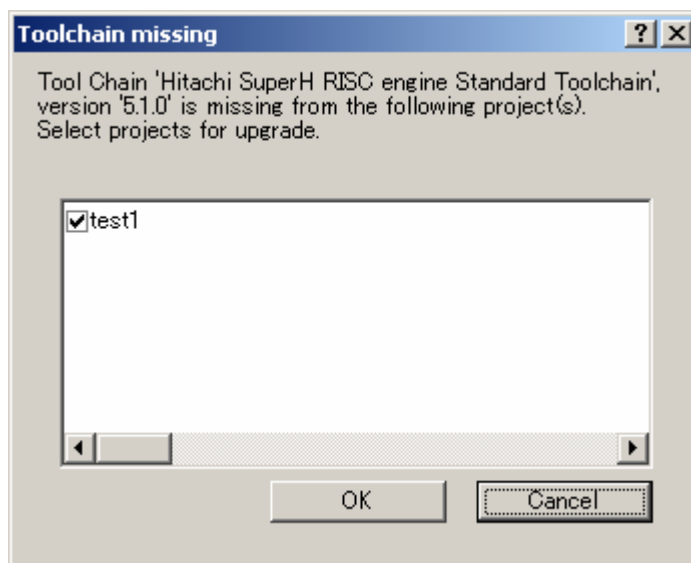 Toolchain missing
Tool Chain 'Hitachi SuperH RISC engine Standard Toolchain',
version '5.1.0' is missing from the following project(s).
Select projects for upgrade.
test1
OK
Cancel